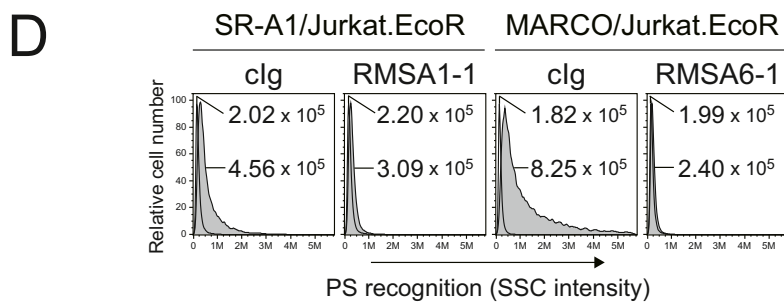 D
SR-A1/Jurkat.EcoR MARCO/Jurkat.EcoR
cIg RMSA1-1 cIg RMSA6-1
Relative cell number
100
80
60
40
20
0
2.02 x 10⁵ 2.20 x 10⁵ 1.82 x 10⁵ 1.99 x 10⁵
4.56 x 10⁵ 3.09 x 10⁵ 8.25 x 10⁵ 2.40 x 10⁵
0 1M 2M 3M 4M 5M 0 1M 2M 3M 4M 5M 0 1M 2M 3M 4M 5M 0 1M 2M 3M 4M 5M
PS recognition (SSC intensity)